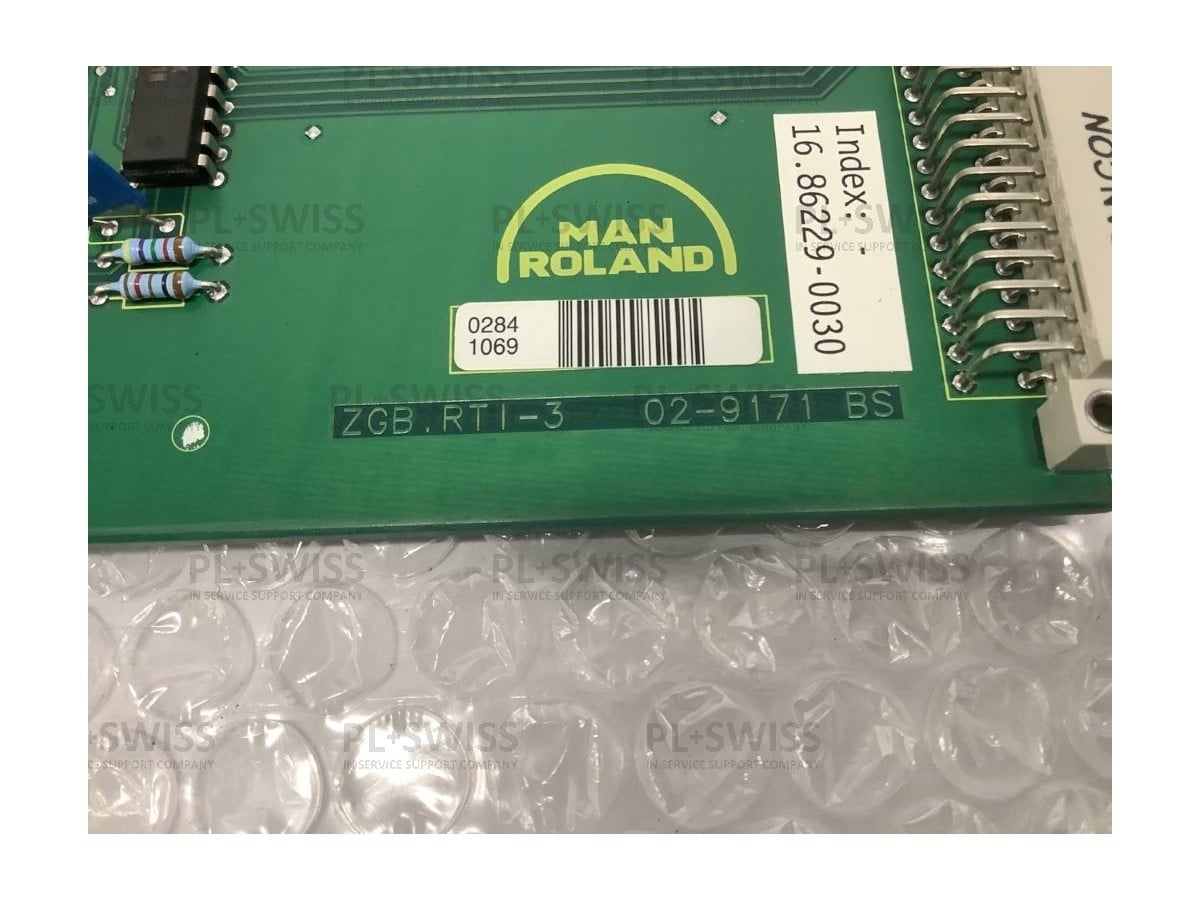 MAN
ROLAND
Index: -
16.86229-0030
0284
1069
ZGB.RTI-3 02-9171 BS
PL+SWISS
IN SERVICE SUPPORT COMPANY